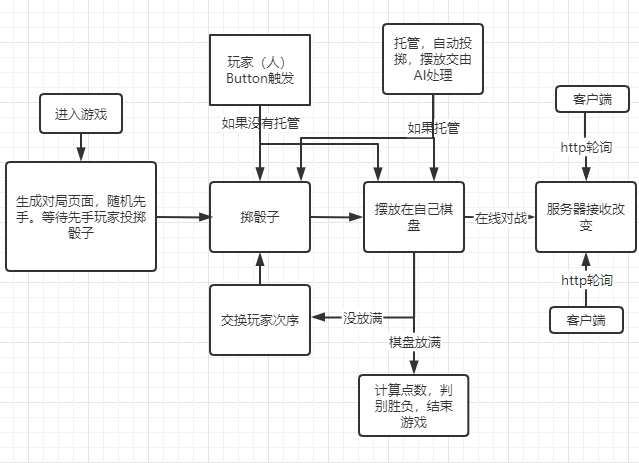 玩家（人）
Button触发
托管，自动投
掷，摆放交由
AI处理
进入游戏
客户端
如果没有托管
如果托管
http轮询
生成对局页面，随机先
手。等待先手玩家投掷
骰子
掷骰子
摆放在自己棋
盘
在线对战
服务器接收改
变
http轮询
交换玩家次序
没放满
客户端
棋盘放满
计算点数，判
别胜负，结束
游戏